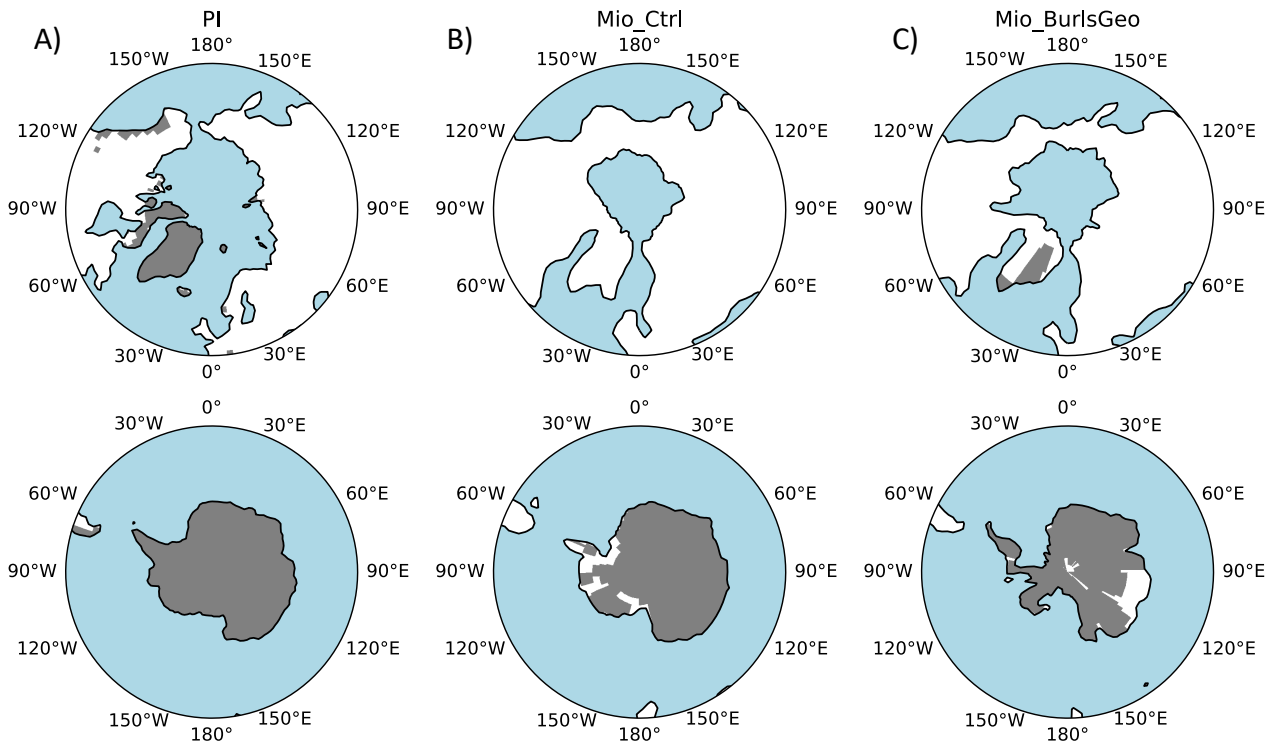 PI
Mio_Ctrl
Mio_BurlsGeo
A)
B)
C)
180°
150°W
150°E
120°W
120°E
90°W
90°E
60°W
60°E
30°W
30°E
0°
180°
150°W
150°E
120°W
120°E
90°W
90°E
60°W
60°E
30°W
30°E
0°
180°
150°W
150°E
120°W
120°E
90°W
90°E
60°W
60°E
30°W
30°E
0°
0°
30°W
30°E
60°W
60°E
90°W
90°E
120°W
120°E
150°W
150°E
180°
0°
30°W
30°E
60°W
60°E
90°W
90°E
120°W
120°E
150°W
150°E
180°
0°
30°W
30°E
60°W
60°E
90°W
90°E
120°W
120°E
150°W
150°E
180°